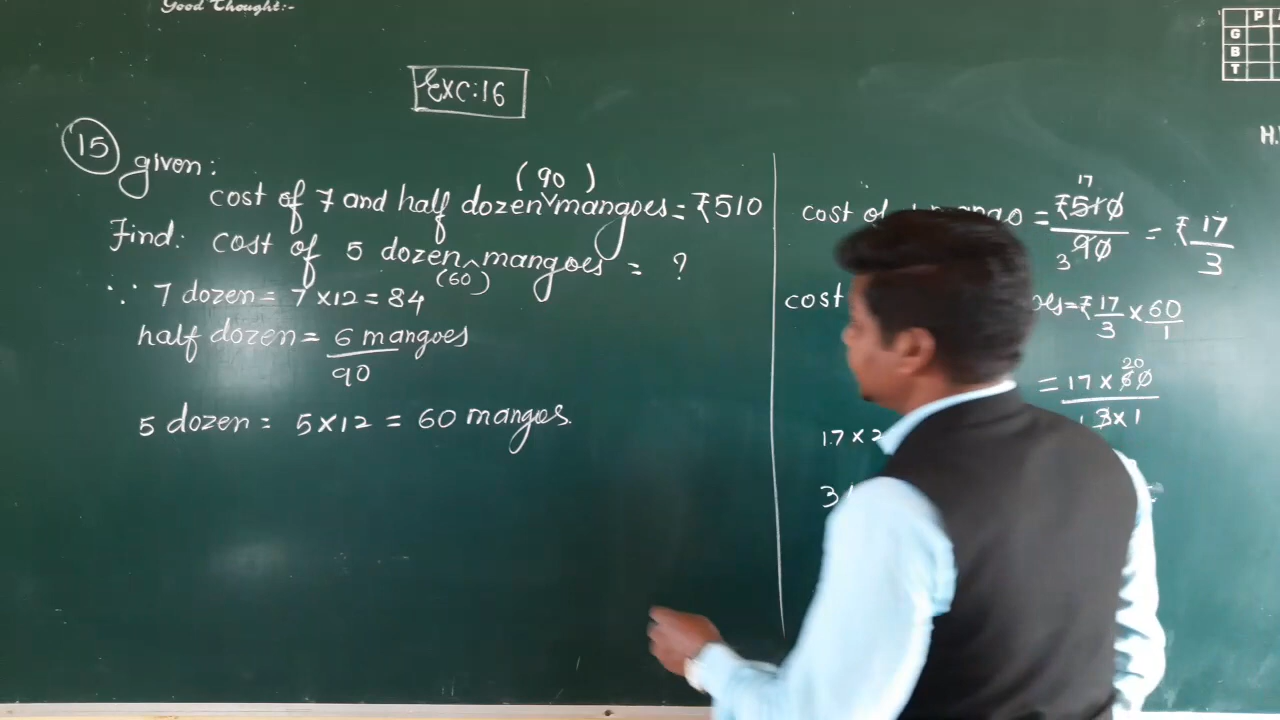 Good Thought:-
P
G
B
T
H.
Exc:16
15 given:
(90)
cost of 7 and half dozen mangoes = ₹510
Find: cost of 5 dozen mangoes = ?
(60)
∵ 7 dozen = 7 ×12 = 84
half dozen = 6 mangoes
90
5 dozen = 5×12 = 60 mangoes.
17
cost of mango = ₹510/90 = ₹17/3
3
cost = ₹17/3 × 60/1
20
= 17 × 60
1 3×1
17 ×